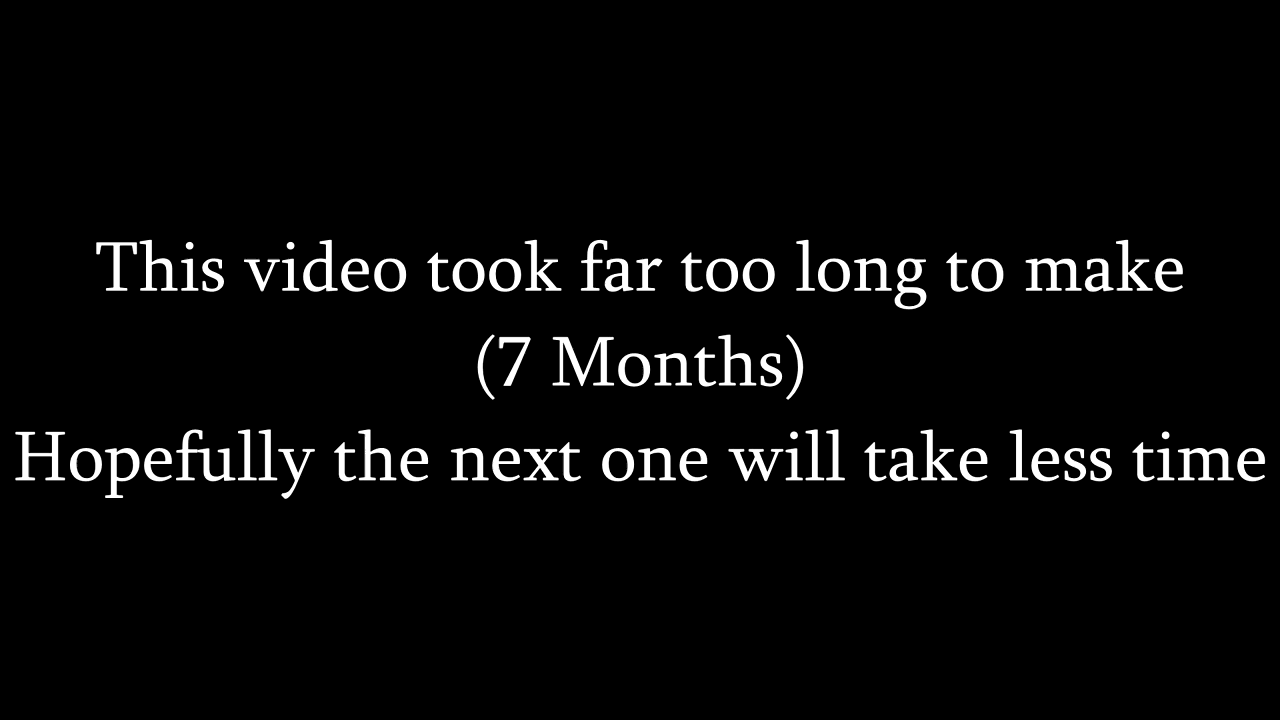 This video took far too long to make
(7 Months)
Hopefully the next one will take less time